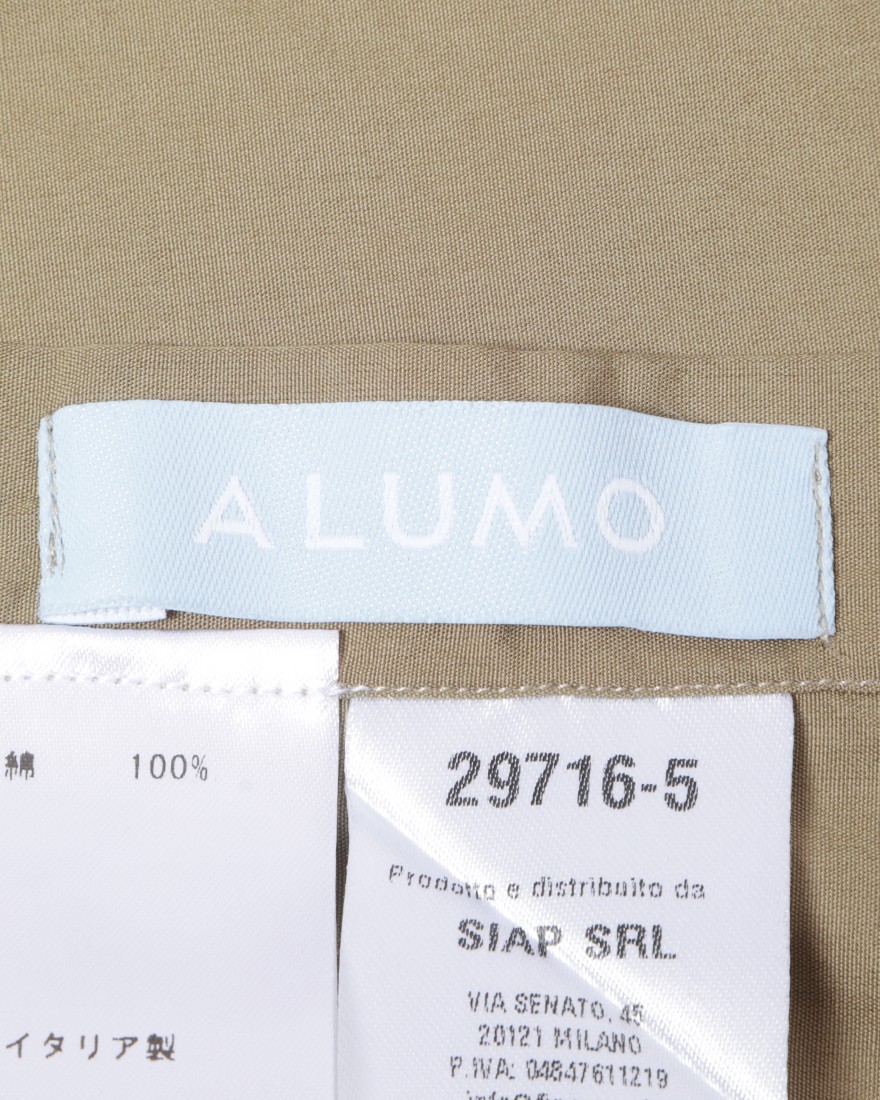 ALUMO
綿 100%
イタリア製
29716-5
Prodotto e distribuito da
SIAP SRL
VIA SENATO, 45
20121 MILANO
P.IVA: 04847611219